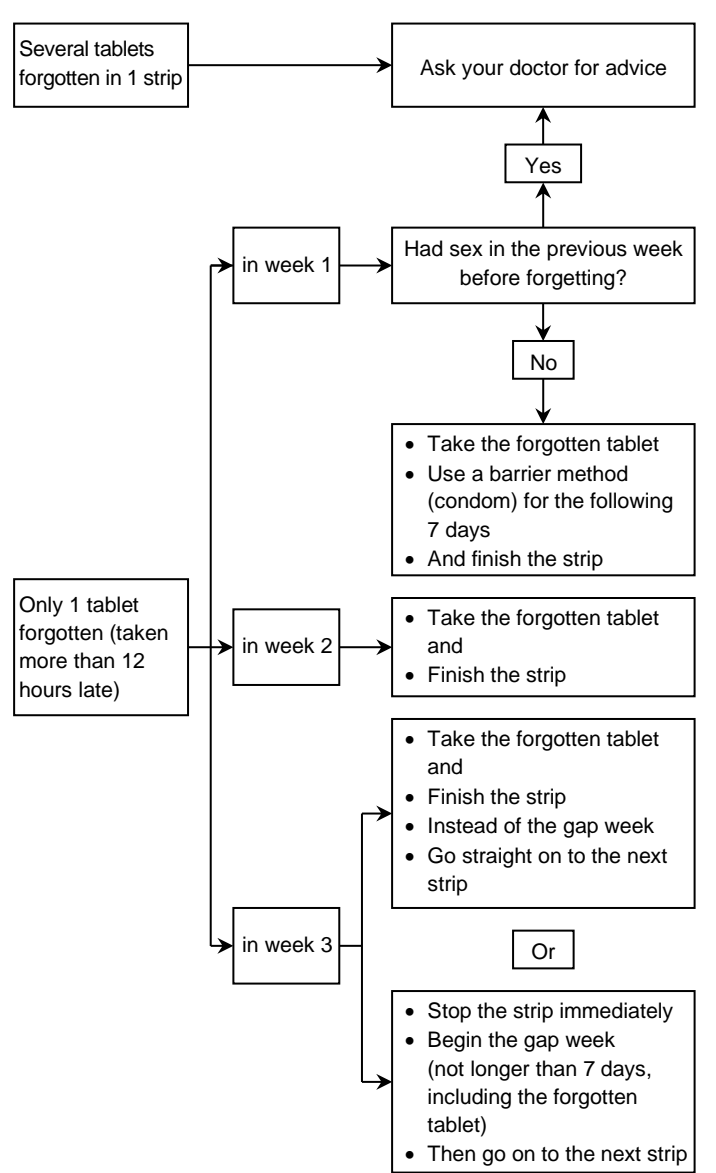 Several tablets
forgotten in 1 strip
Ask your doctor for advice
Yes
in week 1
Had sex in the previous week
before forgetting?
No
• Take the forgotten tablet
• Use a barrier method
(condom) for the following
7 days
• And finish the strip
Only 1 tablet
forgotten (taken
more than 12
hours late)
in week 2
• Take the forgotten tablet
and
• Finish the strip
• Take the forgotten tablet
and
• Finish the strip
• Instead of the gap week
• Go straight on to the next
strip
in week 3
Or
• Stop the strip immediately
• Begin the gap week
(not longer than 7 days,
including the forgotten
tablet)
• Then go on to the next strip